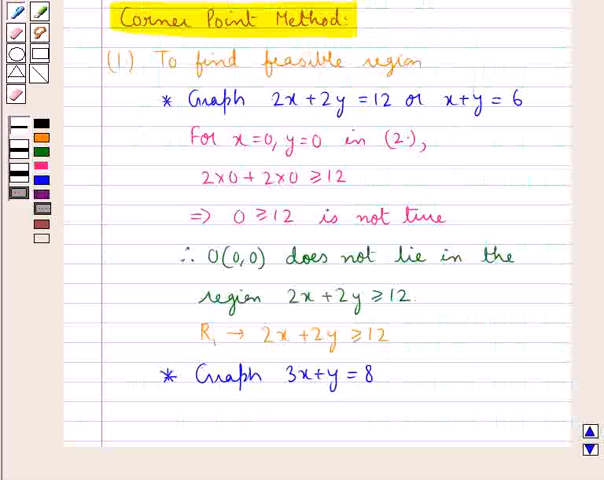 Corner Point Method:
(1.) To find feasible region
* Graph 2x+2y=12 or x+y=6
For x=0, y=0 in (2.),
2×0+2×0 ≥ 12
=> 0 ≥ 12 is not true
∴ O(0,0) does not lie in the
region 2x+2y ≥ 12.
R₁ → 2x+2y ≥ 12
* Graph 3x+y=8